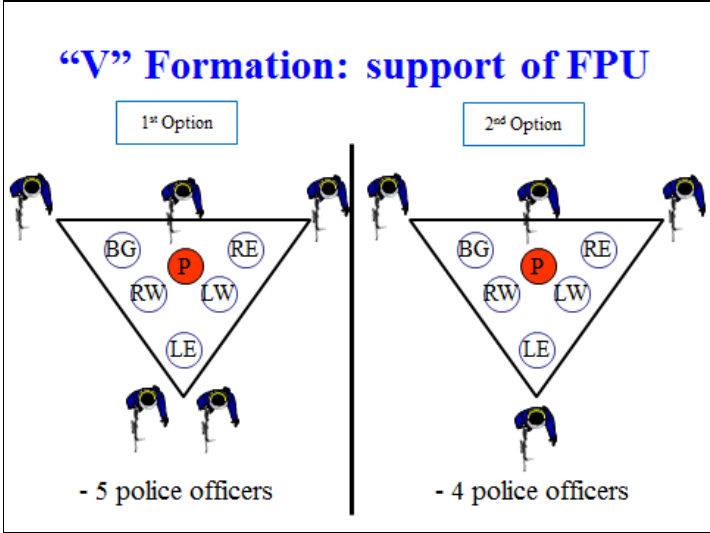 “V” Formation: support of FPU
1st Option
BG
RE
P
RW
LW
LE
- 5 police officers
2nd Option
BG
RE
P
RW
LW
LE
- 4 police officers